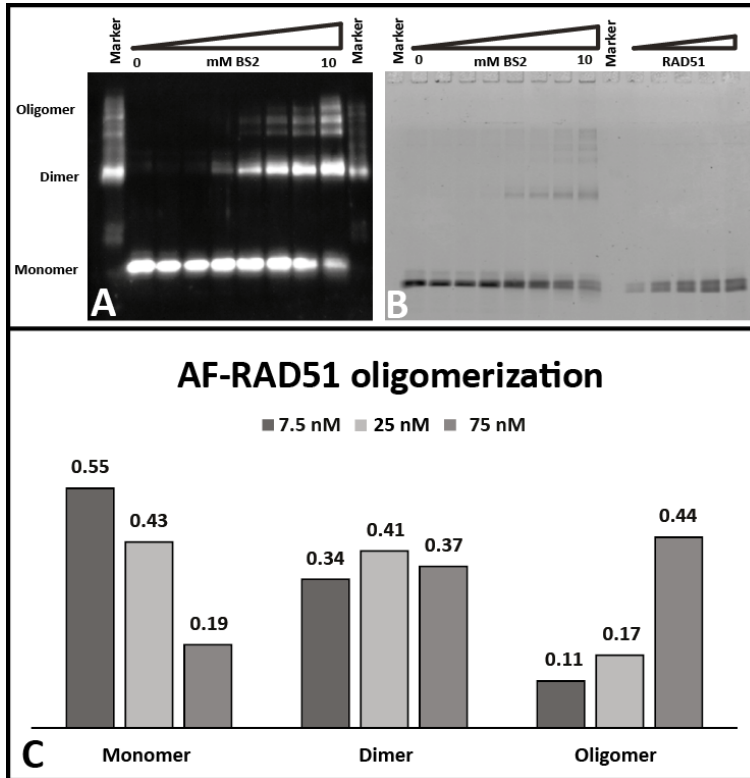 Marker
0 mM BS2 10
Marker
Oligomer
Dimer
Monomer
A
Marker
0 mM BS2 10
Marker
RAD51
B
AF-RAD51 oligomerization
7.5 nM 25 nM 75 nM
0.55
0.43
0.19
0.34
0.41
0.37
0.11
0.17
0.44
C
Monomer Dimer Oligomer